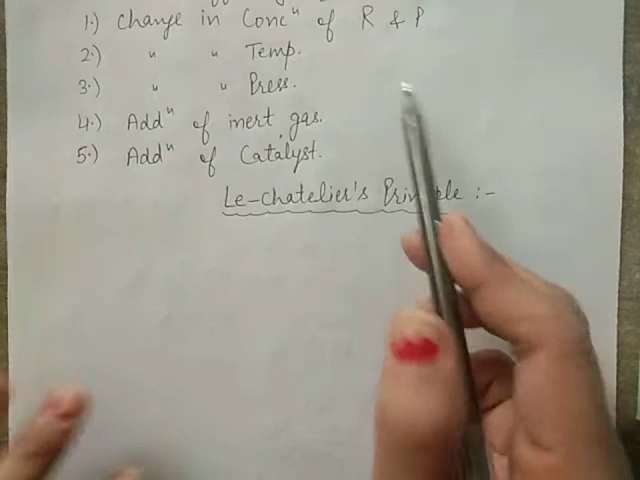 1.) Change in Concⁿ of R & P
2.) " " Temp.
3.) " " Press.
4.) Addⁿ of inert gas.
5.) Addⁿ of Catalyst.
Le-chatelier's Principle :-